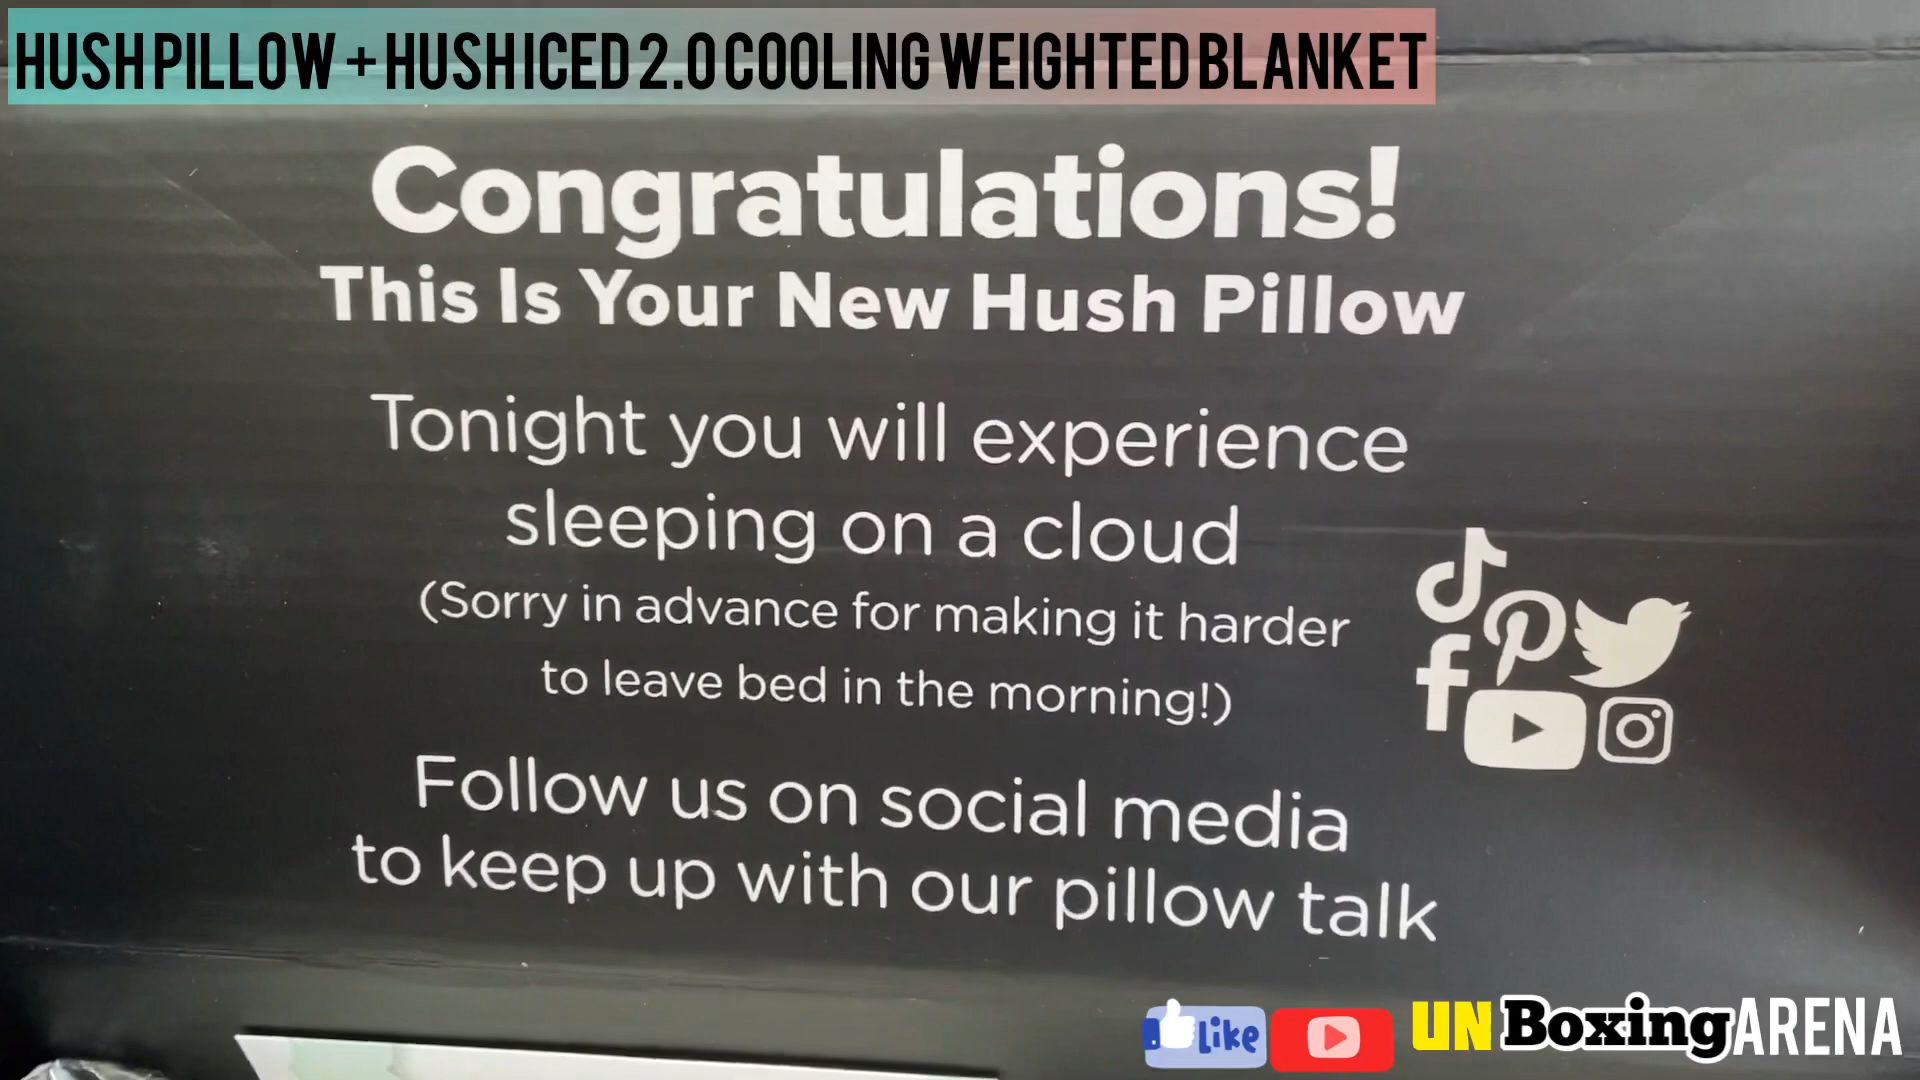 HUSH PILLOW + HUSH ICED 2.0 COOLING WEIGHTED BLANKET
Congratulations!
This Is Your New Hush Pillow
Tonight you will experience
sleeping on a cloud
(Sorry in advance for making it harder
to leave bed in the morning!)
Follow us on social media
to keep up with our pillow talk
Like
UNBoxingARENA